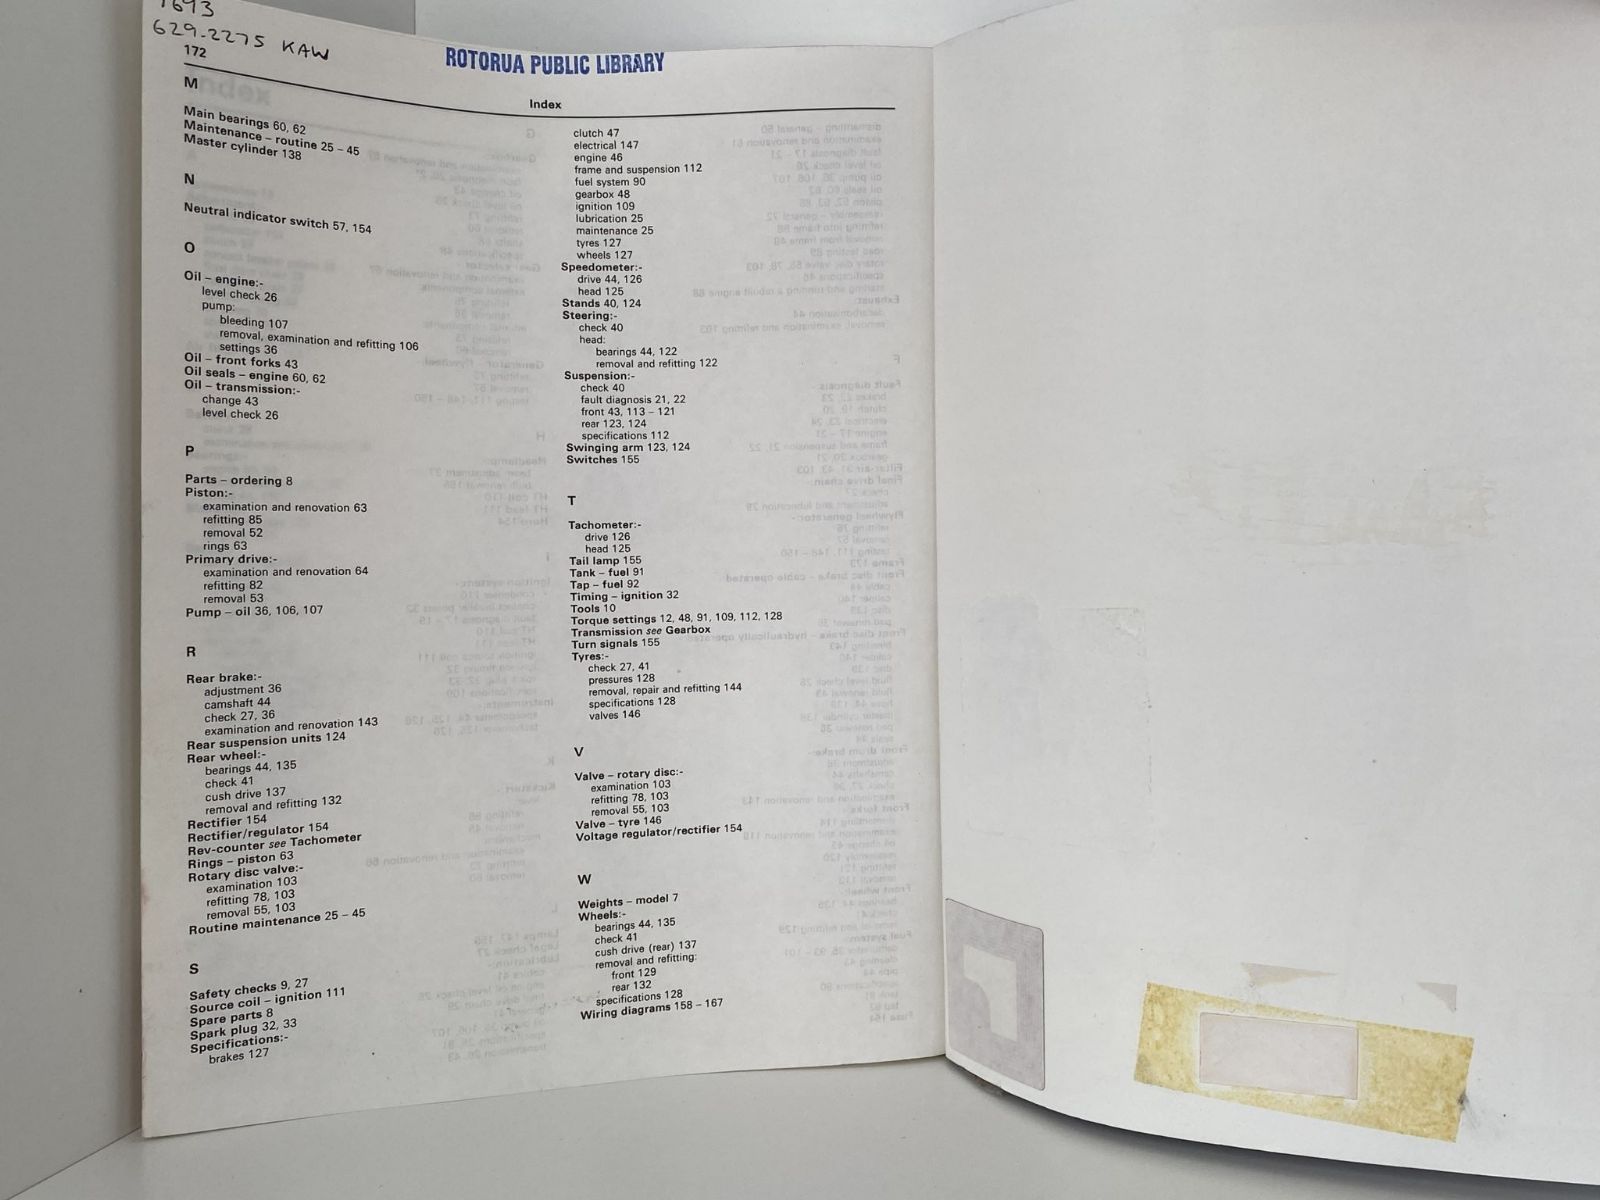 1693
629.2275 KAW
172
ROTORUA PUBLIC LIBRARY
Index
M
Main bearings 60, 62
Maintenance – routine 25 – 45
Master cylinder 138
N
Neutral indicator switch 57, 154
O
Oil – engine:-
level check 26
pump:
bleeding 107
removal, examination and refitting 106
settings 36
Oil – front forks 43
Oil seals – engine 60, 62
Oil – transmission:-
change 43
level check 26
P
Parts – ordering 8
Piston:-
examination and renovation 63
refitting 85
removal 52
rings 63
Primary drive:-
examination and renovation 64
refitting 82
removal 53
Pump – oil 36, 106, 107
R
Rear brake:-
adjustment 36
camshaft 44
check 27, 36
examination and renovation 143
Rear suspension units 124
Rear wheel:-
bearings 44, 135
check 41
cush drive 137
removal and refitting 132
Rectifier 154
Rectifier/regulator 154
Rev-counter see Tachometer
Rings – piston 63
Rotary disc valve:-
examination 103
refitting 78, 103
removal 55, 103
Routine maintenance 25 – 45
S
Safety checks 9, 27
Source coil – ignition 111
Spare parts 8
Spark plug 32, 33
Specifications:-
brakes 127
clutch 47
electrical 147
engine 46
frame and suspension 112
fuel system 90
gearbox 48
ignition 109
lubrication 25
maintenance 25
tyres 127
wheels 127
Speedometer:-
drive 44, 126
head 125
Stands 40, 124
Steering:-
check 40
head:
bearings 44, 122
removal and refitting 122
Suspension:-
check 40
fault diagnosis 21, 22
front 43, 113 – 121
rear 123, 124
specifications 112
Swinging arm 123, 124
Switches 155
T
Tachometer:-
drive 126
head 125
Tail lamp 155
Tank – fuel 91
Tap – fuel 92
Timing – ignition 32
Tools 10
Torque settings 12, 48, 91, 109, 112, 128
Transmission see Gearbox
Turn signals 155
Tyres:-
check 27, 41
pressures 128
removal, repair and refitting 144
specifications 128
valves 146
V
Valve – rotary disc:-
examination 103
refitting 78, 103
removal 55, 103
Valve – tyre 146
Voltage regulator/rectifier 154
W
Weights – model 7
Wheels:-
bearings 44, 135
check 41
cush drive (rear) 137
removal and refitting:
front 129
rear 132
specifications 128
Wiring diagrams 158 – 167